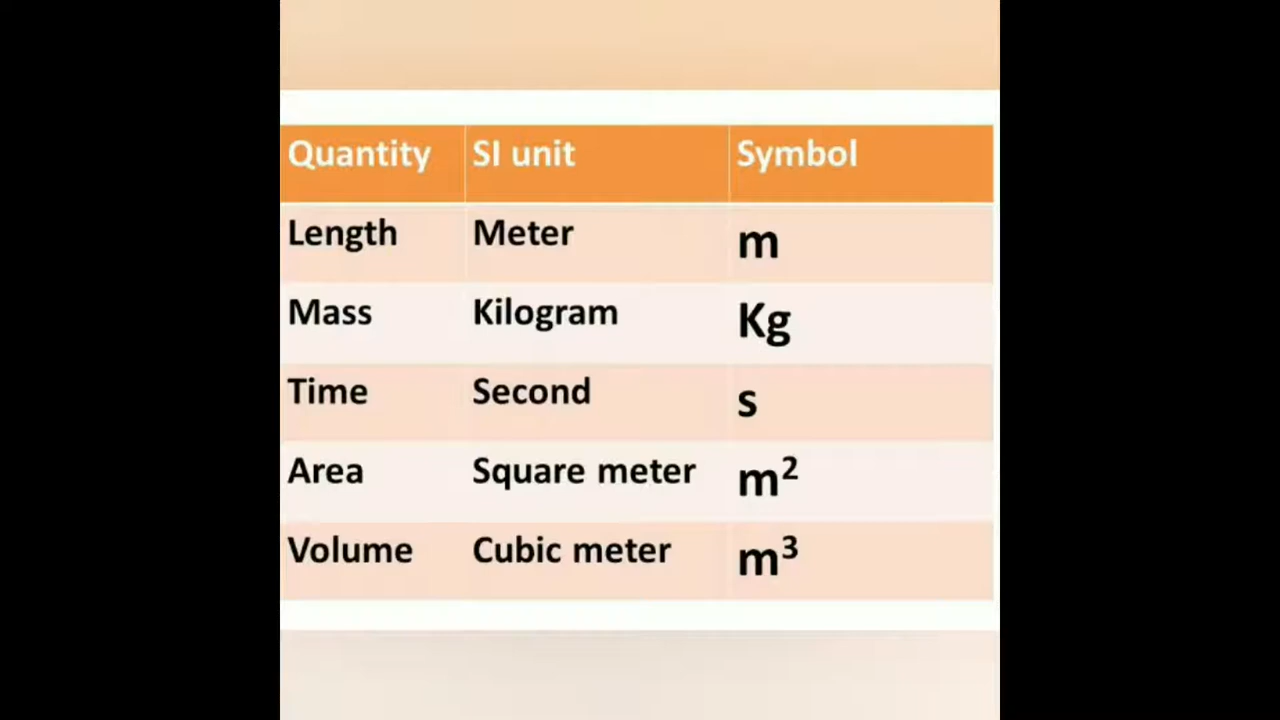 Quantity SI unit Symbol
Length Meter m
Mass Kilogram Kg
Time Second s
Area Square meter m²
Volume Cubic meter m³